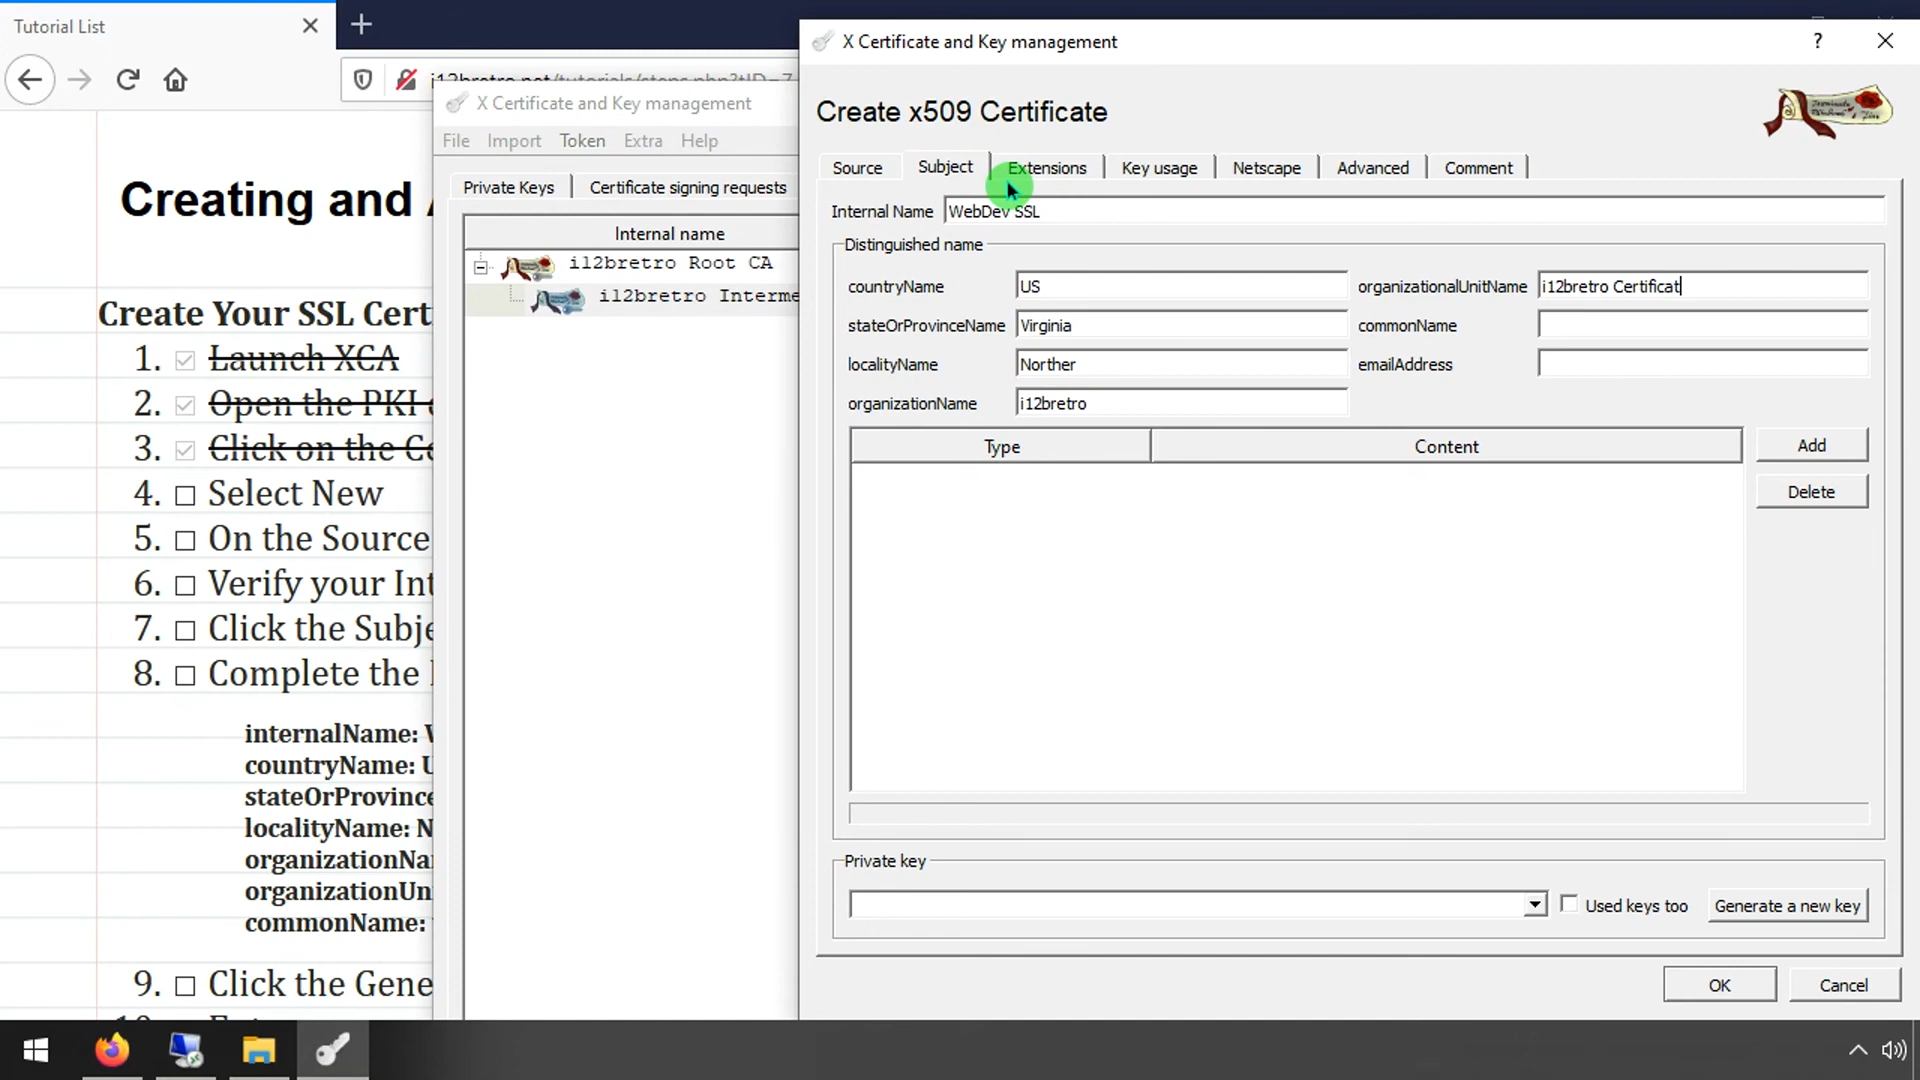 Tutorial List
X Certificate and Key management
X Certificate and Key management
File Import Token Extra Help
Private Keys Certificate signing requests
Internal name
i12bretro Root CA
i12bretro Interme
Creating and
Create Your SSL Cert
1. Launch XCA
2. Open the PKI
3. Click on the Ce
4. Select New
5. On the Source
6. Verify your Int
7. Click the Subje
8. Complete the
internalName:
countryName: U
stateOrProvince
localityName: N
organizationNa
organizationUn
commonName:
9. Click the Gene
Create x509 Certificate
Source Subject Extensions Key usage Netscape Advanced Comment
Internal Name WebDev SSL
Distinguished name
countryName US organizationalUnitName i12bretro Certificat
stateOrProvinceName Virginia commonName
localityName Norther emailAddress
organizationName i12bretro
Type Content Add
Delete
Private key
Used keys too Generate a new key
OK Cancel